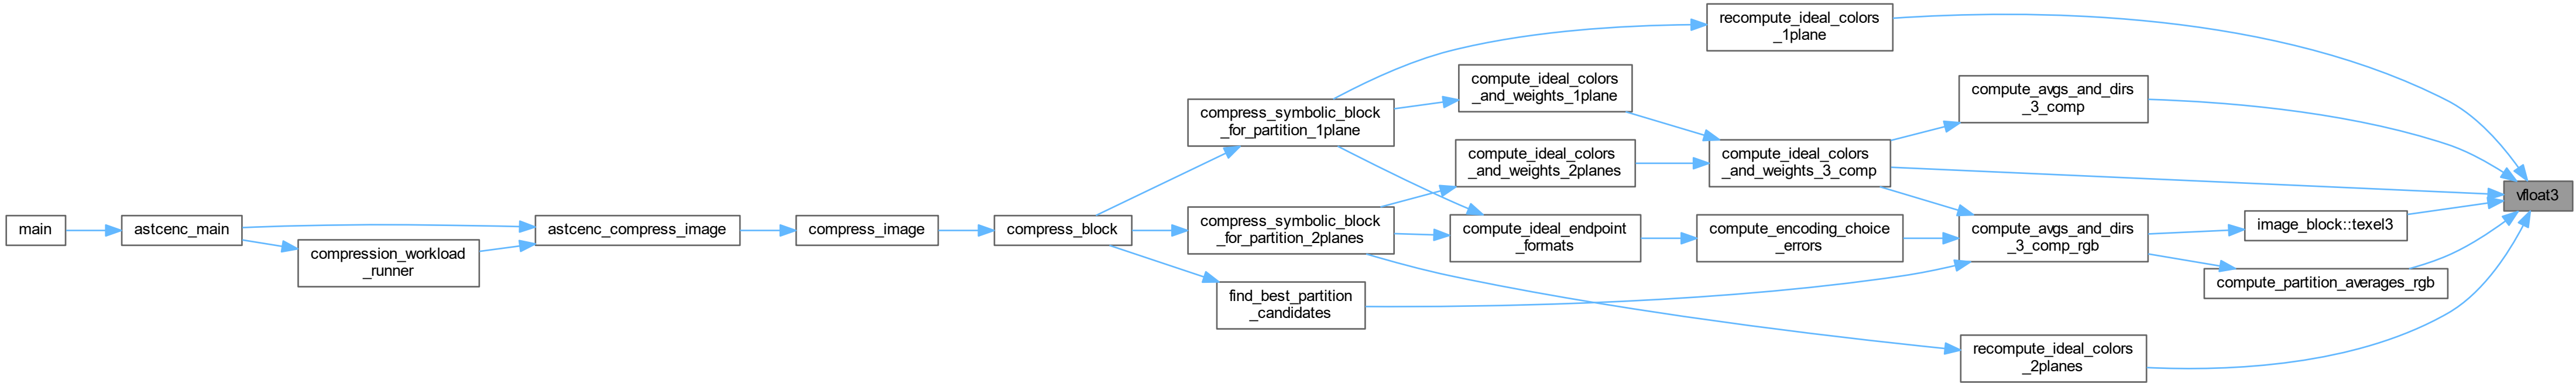 main
astcenc_main
compression_workload
_runner
astcenc_compress_image
compress_image
compress_block
compress_symbolic_block
_for_partition_1plane
compress_symbolic_block
_for_partition_2planes
find_best_partition
_candidates
compute_ideal_colors
_and_weights_1plane
compute_ideal_colors
_and_weights_2planes
compute_ideal_endpoint
_formats
recompute_ideal_colors
_1plane
compute_ideal_colors
_and_weights_3_comp
compute_encoding_choice
_errors
compute_avgs_and_dirs
_3_comp
compute_avgs_and_dirs
_3_comp_rgb
recompute_ideal_colors
_2planes
image_block::texel3
compute_partition_averages_rgb
vfloat3